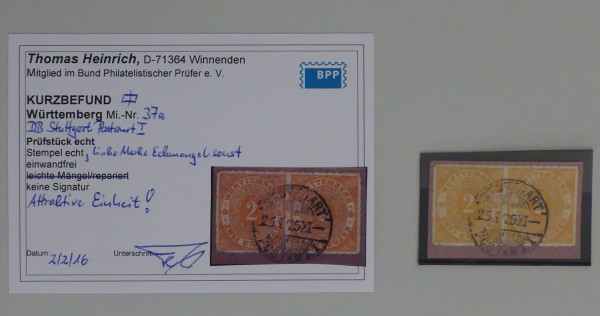 Thomas Heinrich, D-71364 Winnenden
Mitglied im Bund Philatelistischer Prüfer e. V.
BPP
KURZBEFUND
Württemberg Mi.-Nr. 37a
DB Stuttgart Postamt I
Prüfstück echt
Stempel echt, linke Marke Eckmangel sonst
einwandfrei
leichte Mängel/repariert
keine Signatur
Attraktive Einheit!
Datum: 2/2/16 Unterschrift: